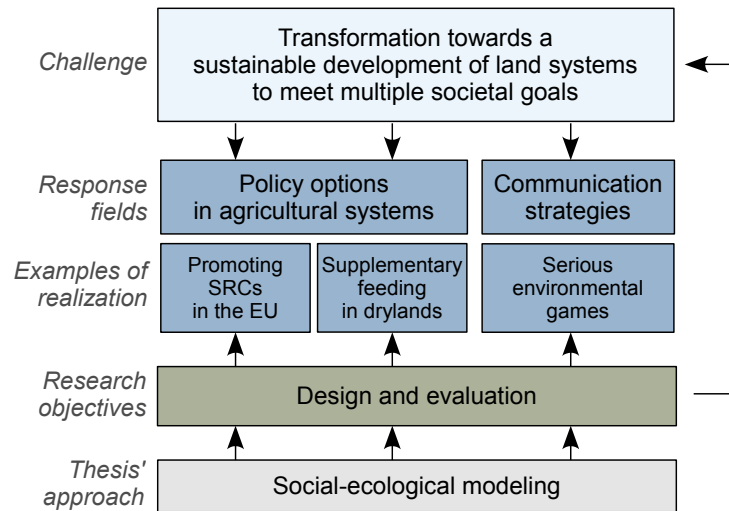 Challenge
Transformation towards a
sustainable development of land systems
to meet multiple societal goals
Response
fields
Policy options
in agricultural systems
Communication
strategies
Examples of
realization
Promoting
SRCs
in the EU
Supplementary
feeding
in drylands
Serious
environmental
games
Research
objectives
Design and evaluation
Thesis'
approach
Social-ecological modeling